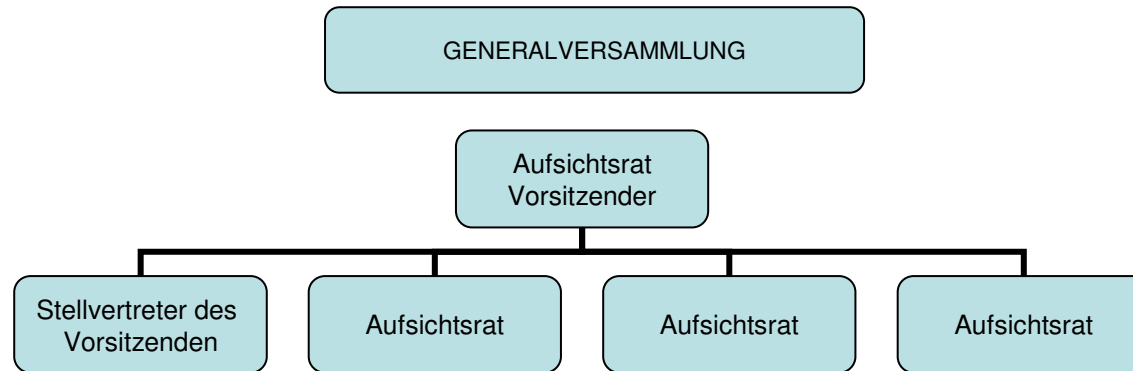 GENERALVERSAMMLUNG
Aufsichtsrat
Vorsitzender
Stellvertreter des
Vorsitzenden
Aufsichtsrat
Aufsichtsrat
Aufsichtsrat